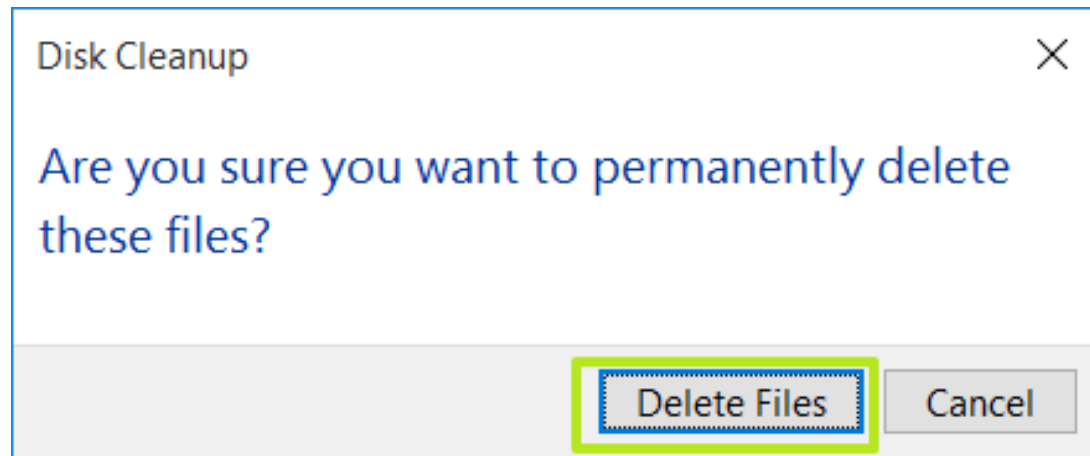 Disk Cleanup
Are you sure you want to permanently delete
these files?
Delete Files
Cancel